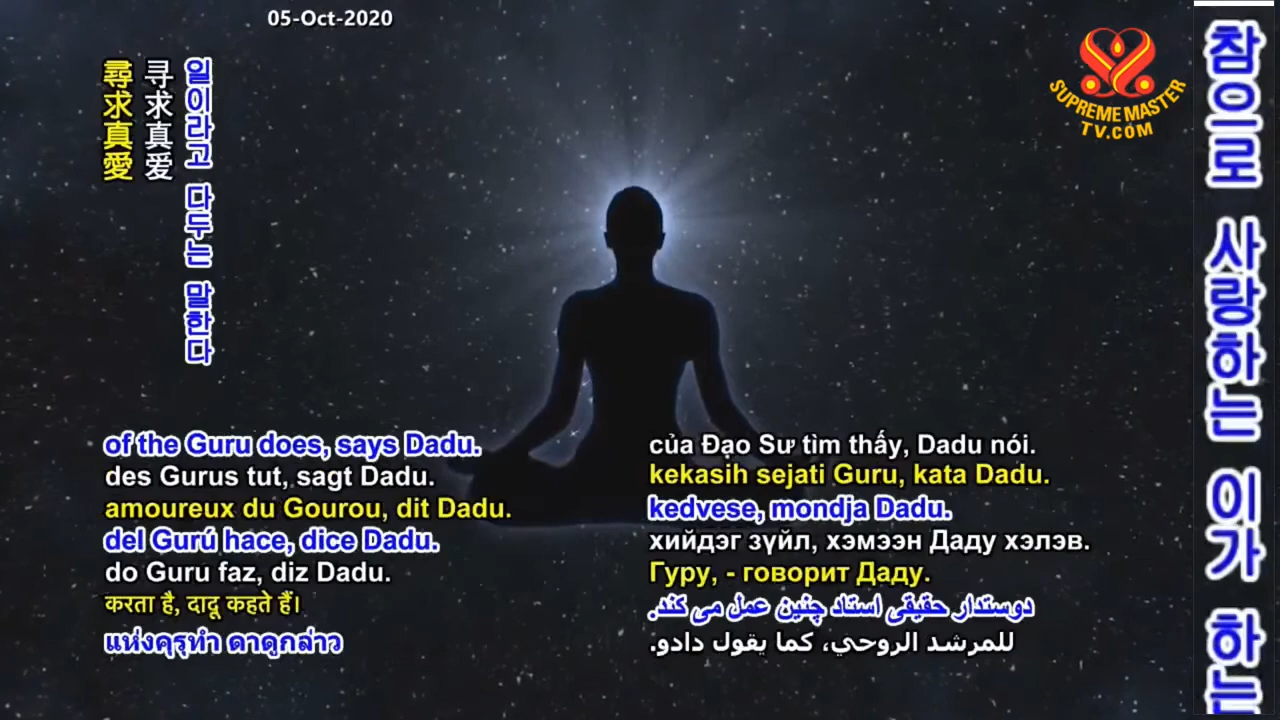 05-Oct-2020
SUPREME MASTER
TV.COM
참으로 사랑하는 이가 하는
일이라고 다두는 말한다
寻求真爱
尋求真愛
of the Guru does, says Dadu.
des Gurus tut, sagt Dadu.
amoureux du Gourou, dit Dadu.
del Gurú hace, dice Dadu.
do Guru faz, diz Dadu.
करता है, दादू कहते हैं।
แห่งคุรุทำ ดาดูกล่าว
của Đạo Sư tìm thấy, Dadu nói.
kekasih sejati Guru, kata Dadu.
kedvese, mondja Dadu.
хийдэг зүйл, хэмээн Даду хэлэв.
Гуру, - говорит Даду.
دوستدار حقیقی استاد چنین عمل می کند.
للمرشد الروحي، كما يقول دادو.